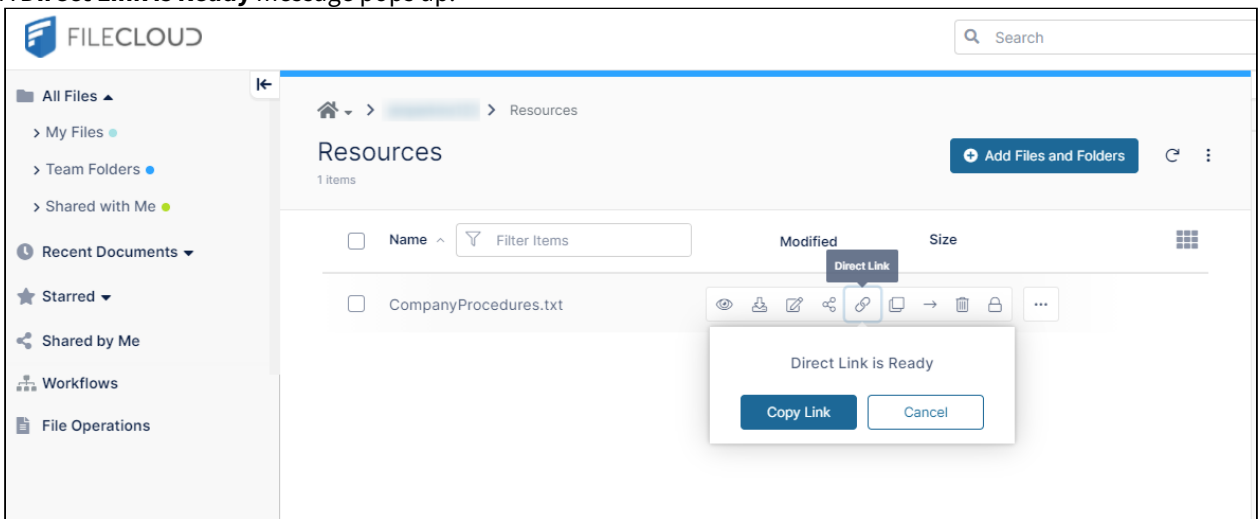 Direct Link is Ready message pops up.
FILECLOUD
Search
All Files
My Files
Team Folders
Shared with Me
Recent Documents
Starred
Shared by Me
Workflows
File Operations
Resources
Resources
1 items
Add Files and Folders
Name
Filter Items
Modified
Size
Direct Link
CompanyProcedures.txt
Direct Link is Ready
Copy Link
Cancel